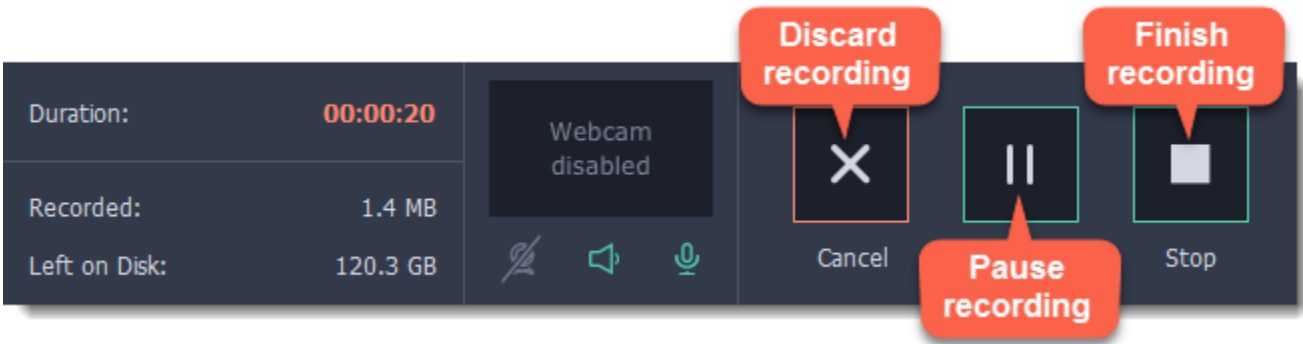 Discard
recording
Finish
recording
Duration: 00:00:20
Webcam
disabled
Recorded: 1.4 MB
Left on Disk: 120.3 GB
Cancel
Pause
recording
Stop